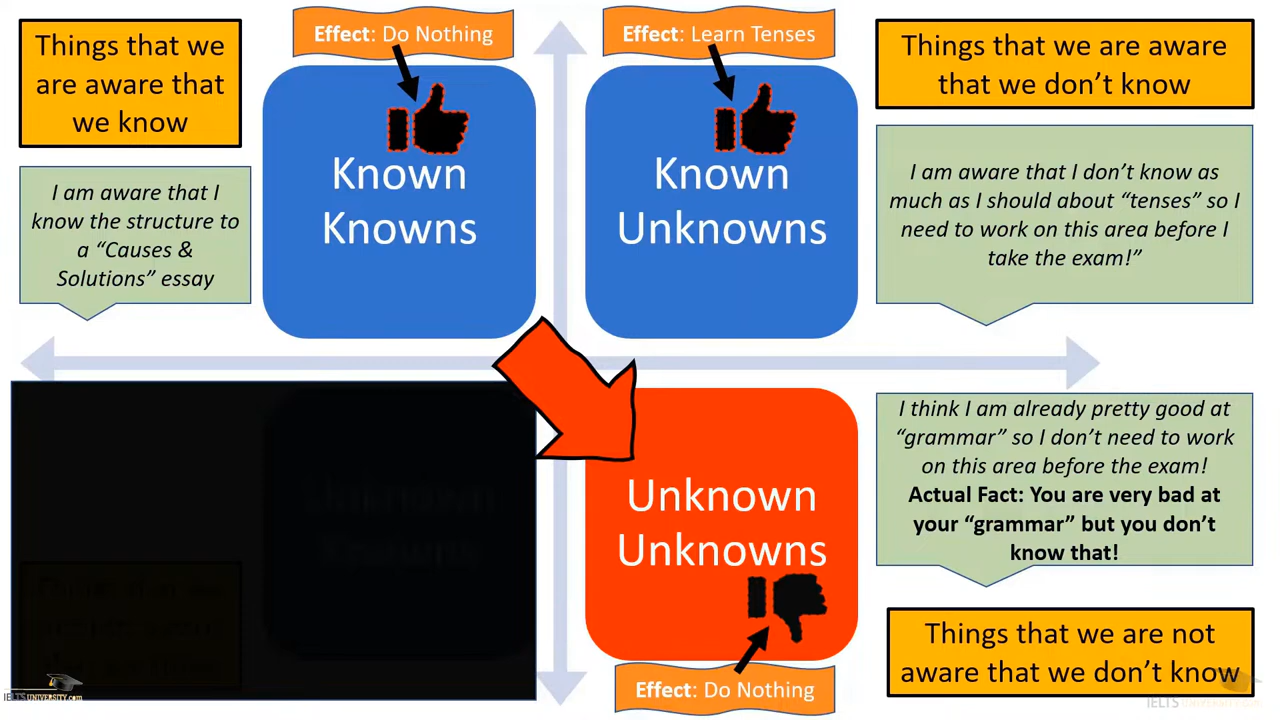 Effect: Do Nothing
Effect: Learn Tenses
Things that we
are aware that
we know
Things that we are aware
that we don’t know
Known
Knowns
Known
Unknowns
I am aware that I
know the structure to
a “Causes &
Solutions” essay
I am aware that I don’t know as
much as I should about “tenses” so I
need to work on this area before I
take the exam!”
Unknown
Unknowns
I think I am already pretty good at
“grammar” so I don’t need to work
on this area before the exam!
Actual Fact: You are very bad at
your “grammar” but you don’t
know that!
Effect: Do Nothing
Things that we are not
aware that we don’t know
IELTSUNIVERSITY.com
IELTSUNIVERSITY.com